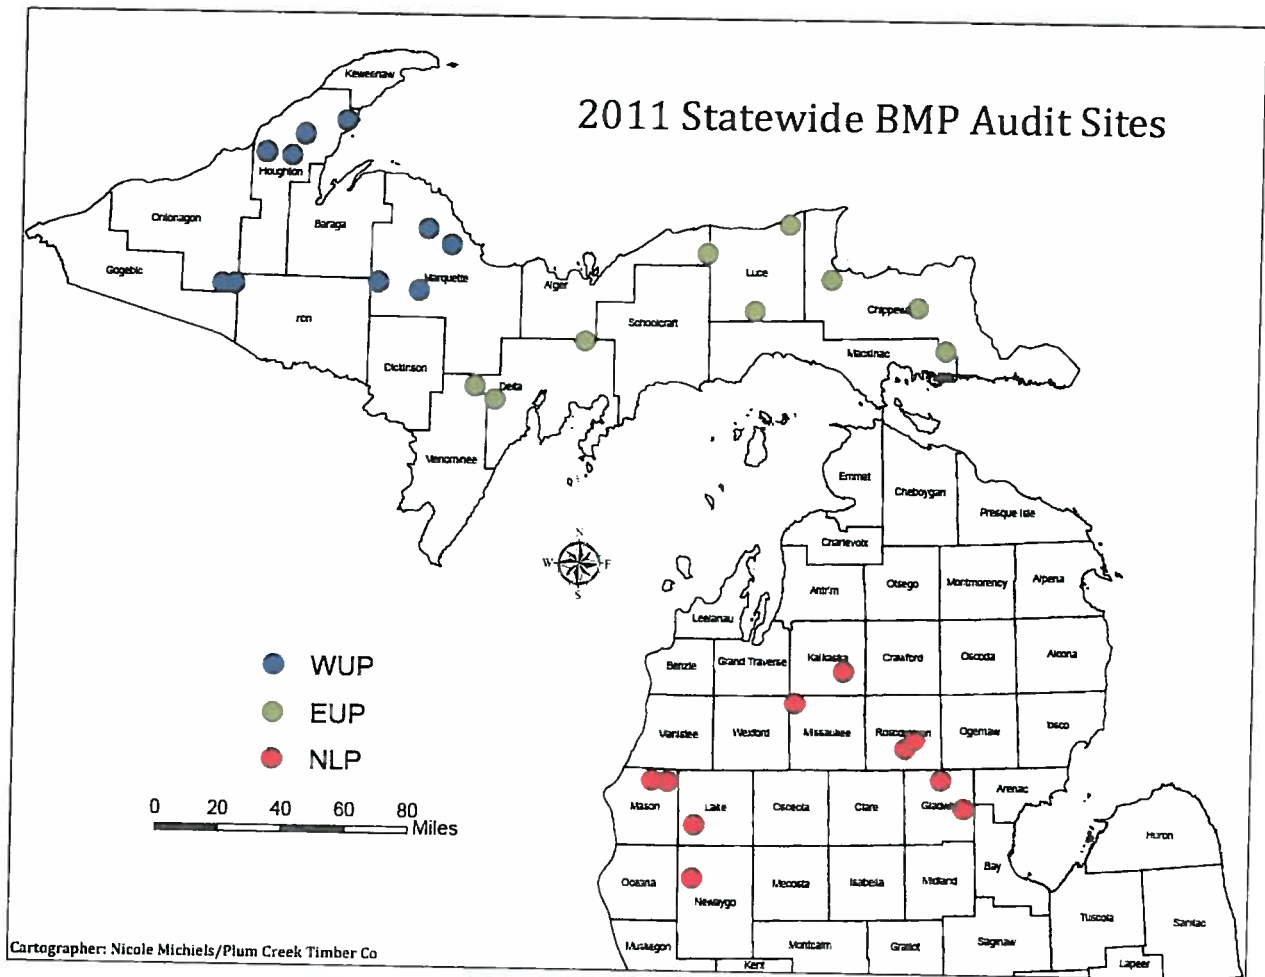 2011 Statewide BMP Audit Sites
Keweenaw
Houghton
Ontonagon
Baraga
Gogebic
Marquette
Alger
Luce
Chippewa
Schoolcraft
Mackinac
Dickinson
Delta
Menominee
Emmet
Cheboygan
Presque Isle
Charlevoix
N
W
S
Antrim
Otsego
Montmorency
Alpena
Leelanau
Benzie
Grand Traverse
Kalkaska
Crawford
Oscoda
Alcona
Manistee
Wexford
Missaukee
Roscommon
Ogemaw
Iosco
Mason
Lake
Osceola
Clare
Gladwin
Arenac
Huron
Bay
Oceana
Newaygo
Mecosta
Isabella
Midland
Tuscola
Sanilac
Muskegon
Montcalm
Gratiot
Saginaw
Kent
Lapeer
WUP
EUP
NLP
0 20 40 60 80
Miles
Cartographer: Nicole Michiels/Plum Creek Timber Co